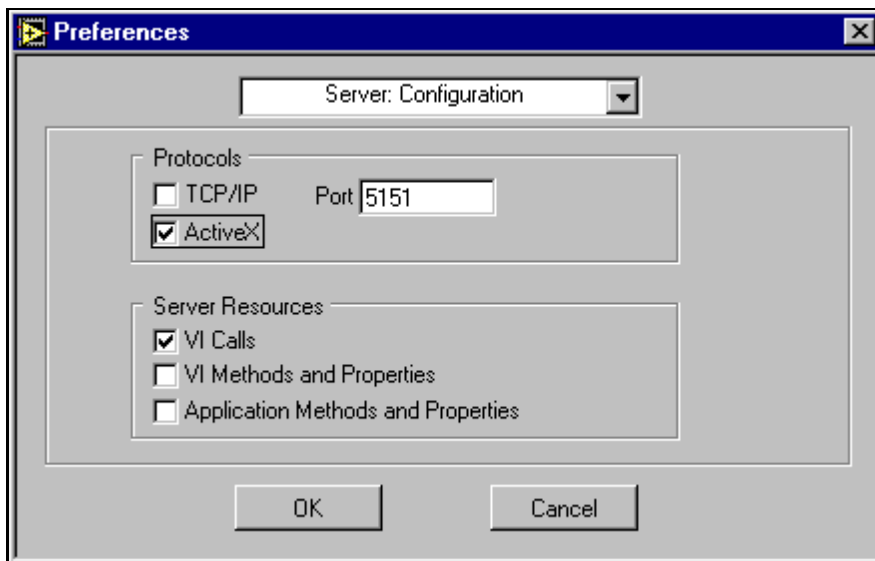 Preferences
Server: Configuration
Protocols
TCP/IP Port 5151
ActiveX
Server Resources
VI Calls
VI Methods and Properties
Application Methods and Properties
OK Cancel